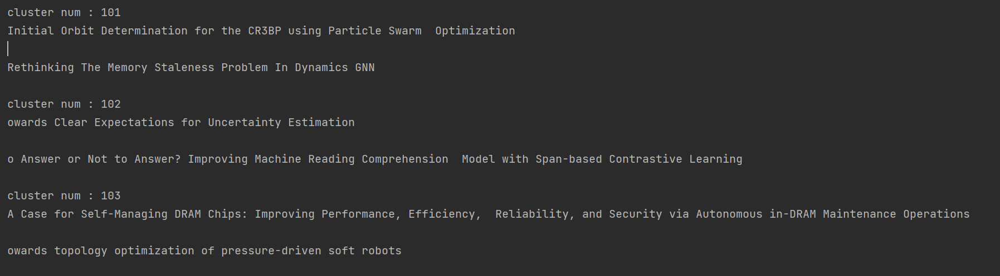 cluster num : 101
Initial Orbit Determination for the CR3BP using Particle Swarm  Optimization
Rethinking The Memory Staleness Problem In Dynamics GNN
cluster num : 102
owards Clear Expectations for Uncertainty Estimation
o Answer or Not to Answer? Improving Machine Reading Comprehension  Model with Span-based Contrastive Learning
cluster num : 103
A Case for Self-Managing DRAM Chips: Improving Performance, Efficiency,  Reliability, and Security via Autonomous in-DRAM Maintenance Operations
owards topology optimization of pressure-driven soft robots